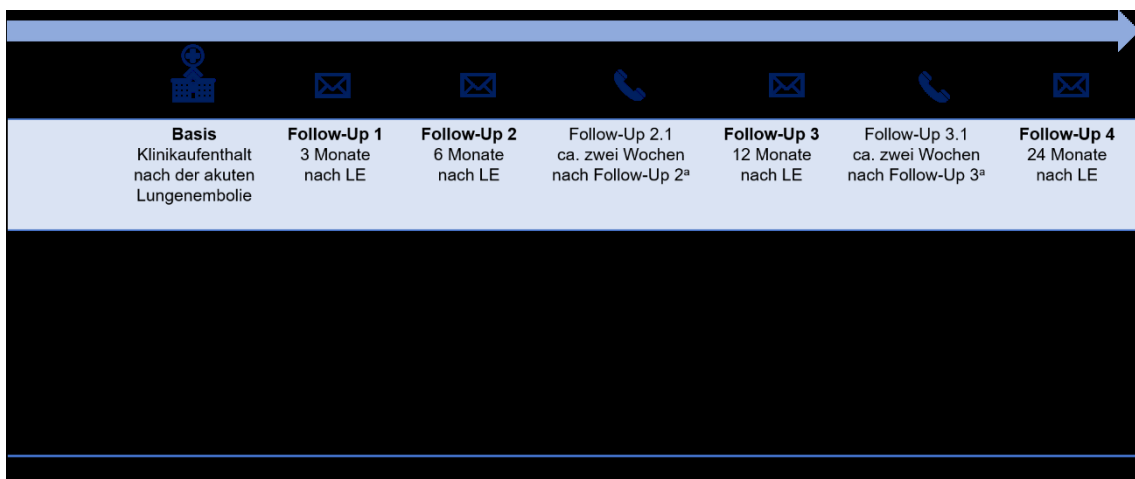 Basis
Klinikaufenthalt
nach der akuten
Lungenembolie
Follow-Up 1
3 Monate
nach LE
Follow-Up 2
6 Monate
nach LE
Follow-Up 2.1
ca. zwei Wochen
nach Follow-Up 2ᵃ
Follow-Up 3
12 Monate
nach LE
Follow-Up 3.1
ca. zwei Wochen
nach Follow-Up 3ᵃ
Follow-Up 4
24 Monate
nach LE